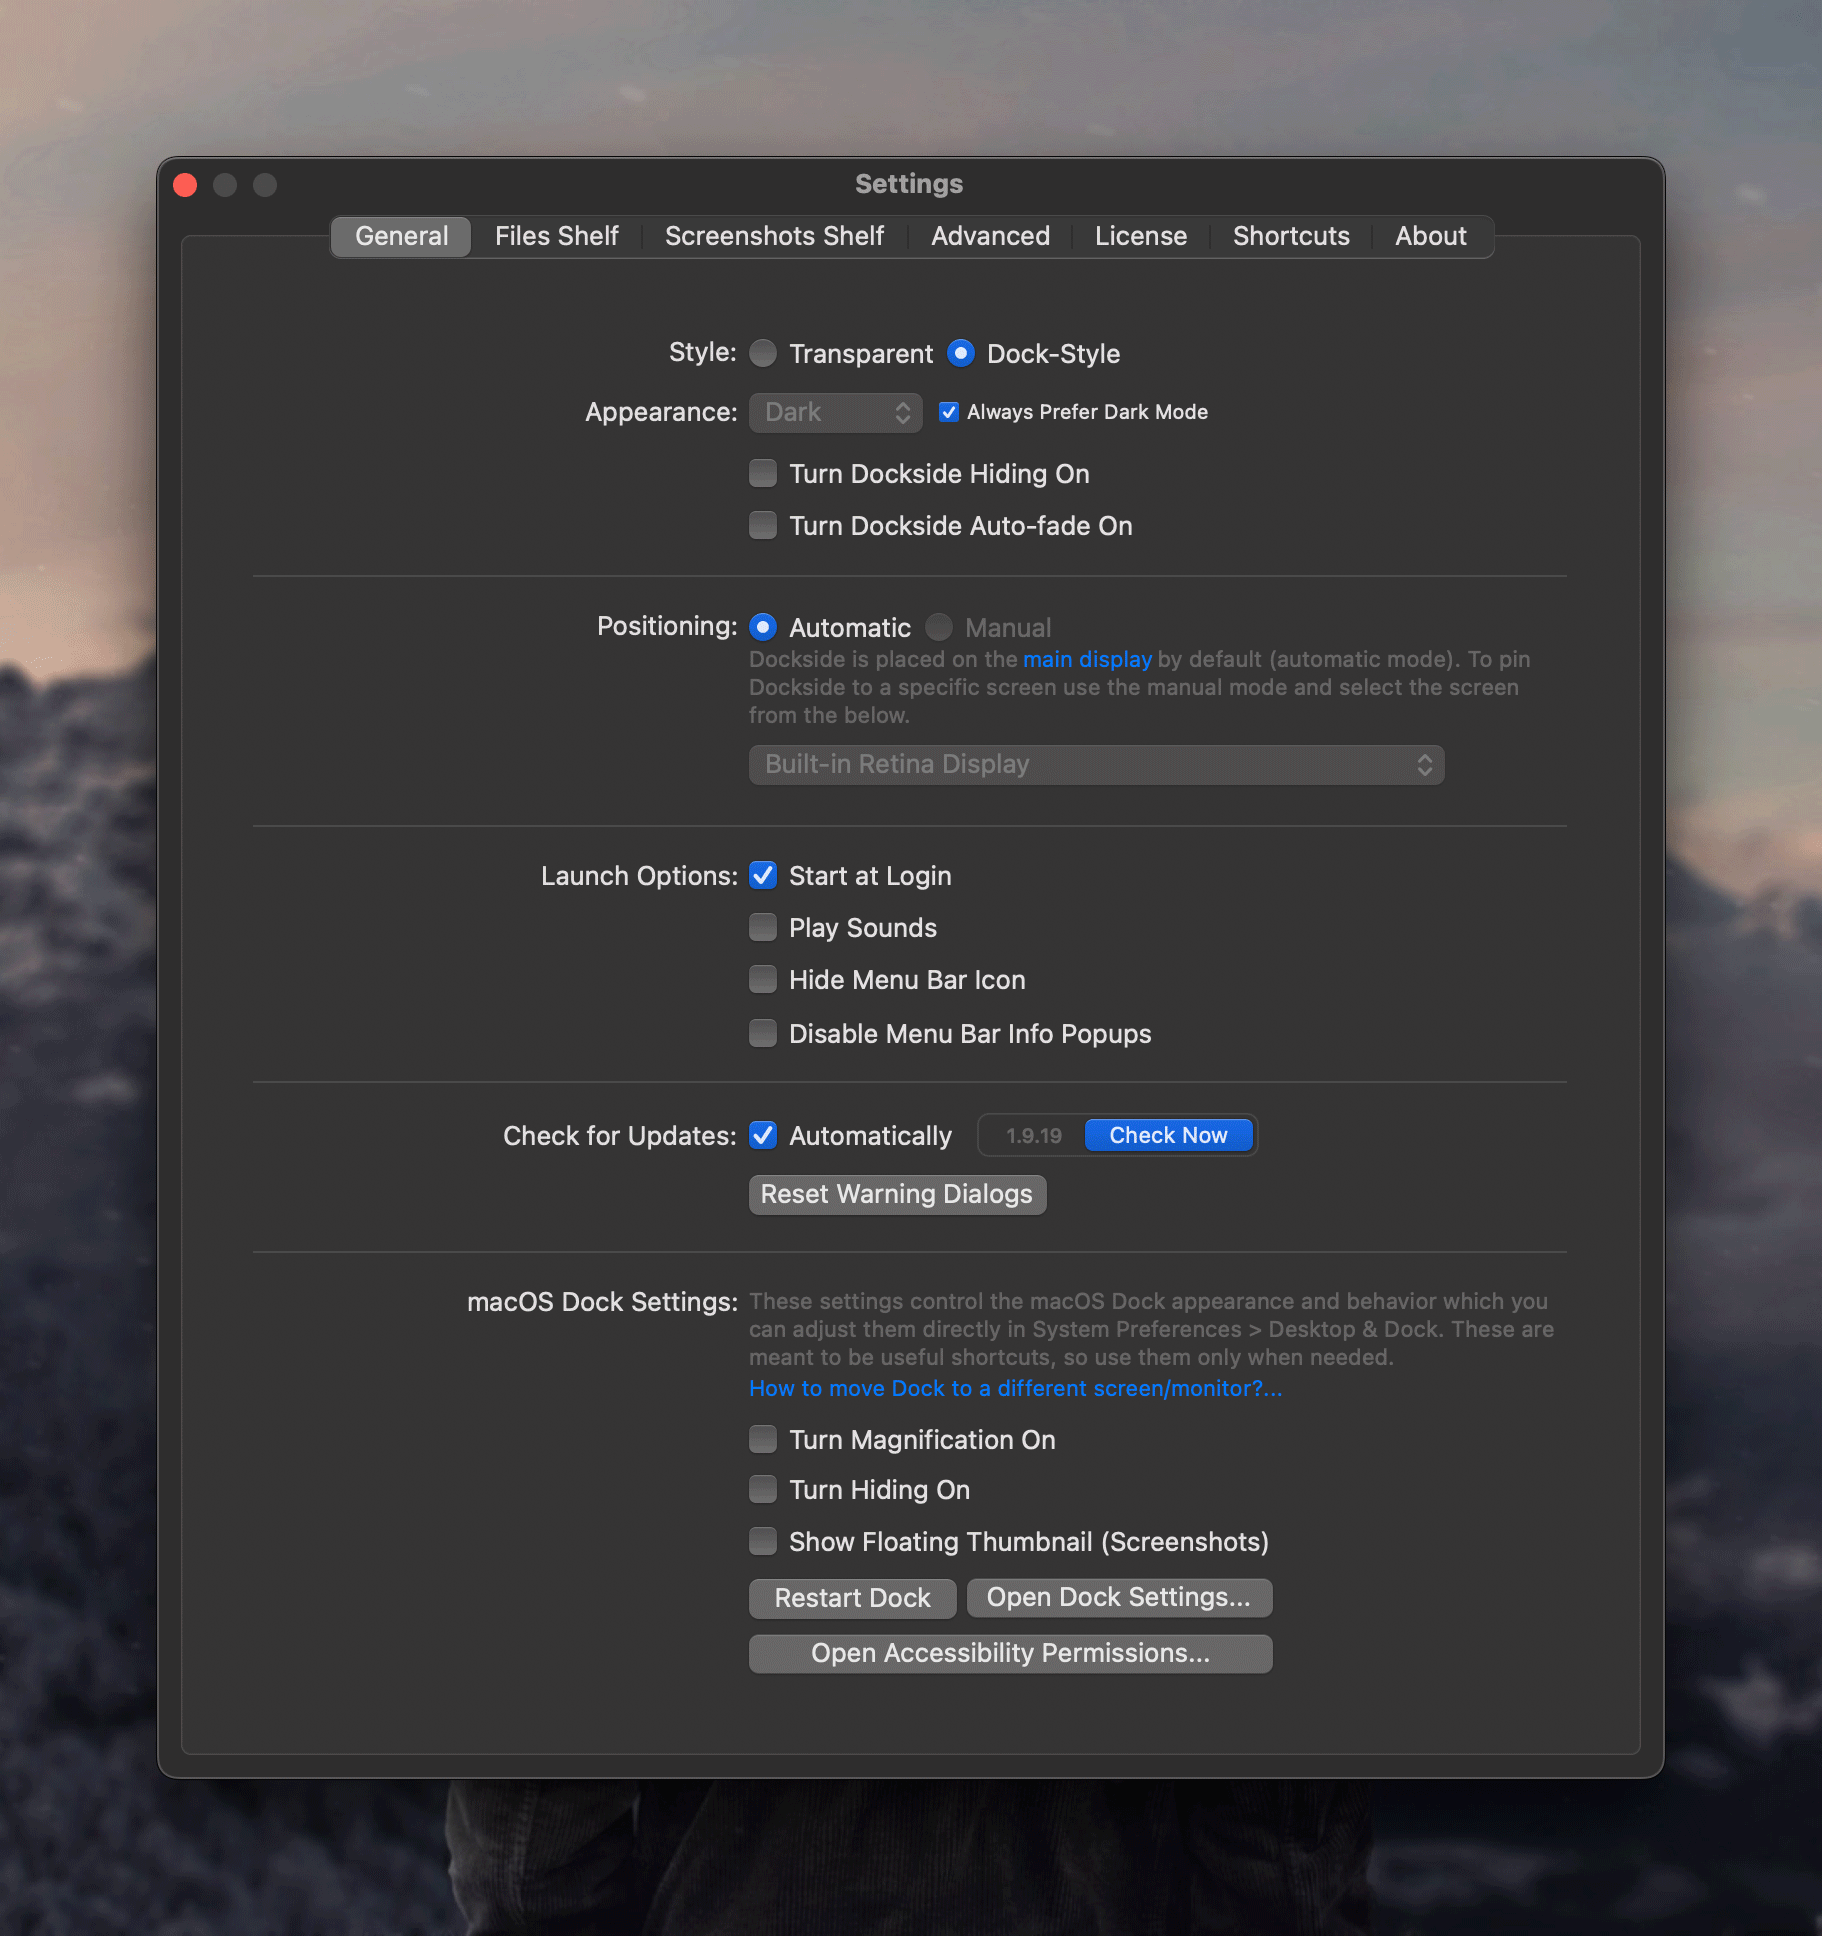 Settings
General Files Shelf Screenshots Shelf Advanced License Shortcuts About
Style: Transparent Dock-Style
Appearance: Dark Always Prefer Dark Mode
Turn Dockside Hiding On
Turn Dockside Auto-fade On
Positioning: Automatic Manual
Dockside is placed on the main display by default (automatic mode). To pin
Dockside to a specific screen use the manual mode and select the screen
from the below.
Built-in Retina Display
Launch Options: Start at Login
Play Sounds
Hide Menu Bar Icon
Disable Menu Bar Info Popups
Check for Updates: Automatically 1.9.19 Check Now
Reset Warning Dialogs
macOS Dock Settings: These settings control the macOS Dock appearance and behavior which you
can adjust them directly in System Preferences > Desktop & Dock. These are
meant to be useful shortcuts, so use them only when needed.
How to move Dock to a different screen/monitor?...
Turn Magnification On
Turn Hiding On
Show Floating Thumbnail (Screenshots)
Restart Dock Open Dock Settings...
Open Accessibility Permissions...